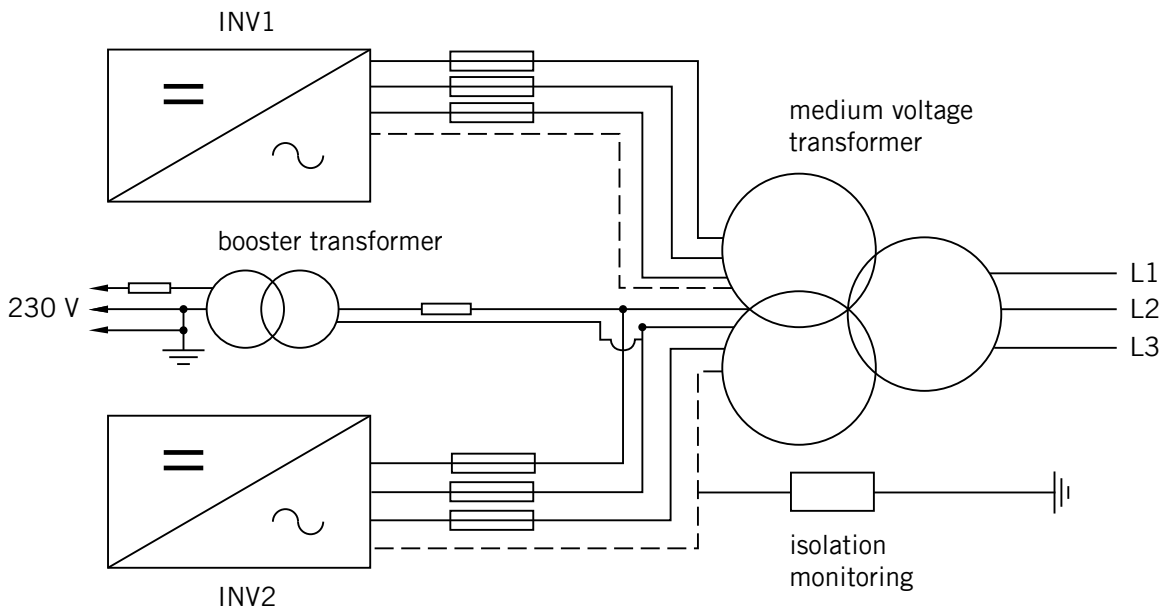 INV1
medium voltage
transformer
booster transformer
230 V
L1
L2
L3
isolation
monitoring
INV2